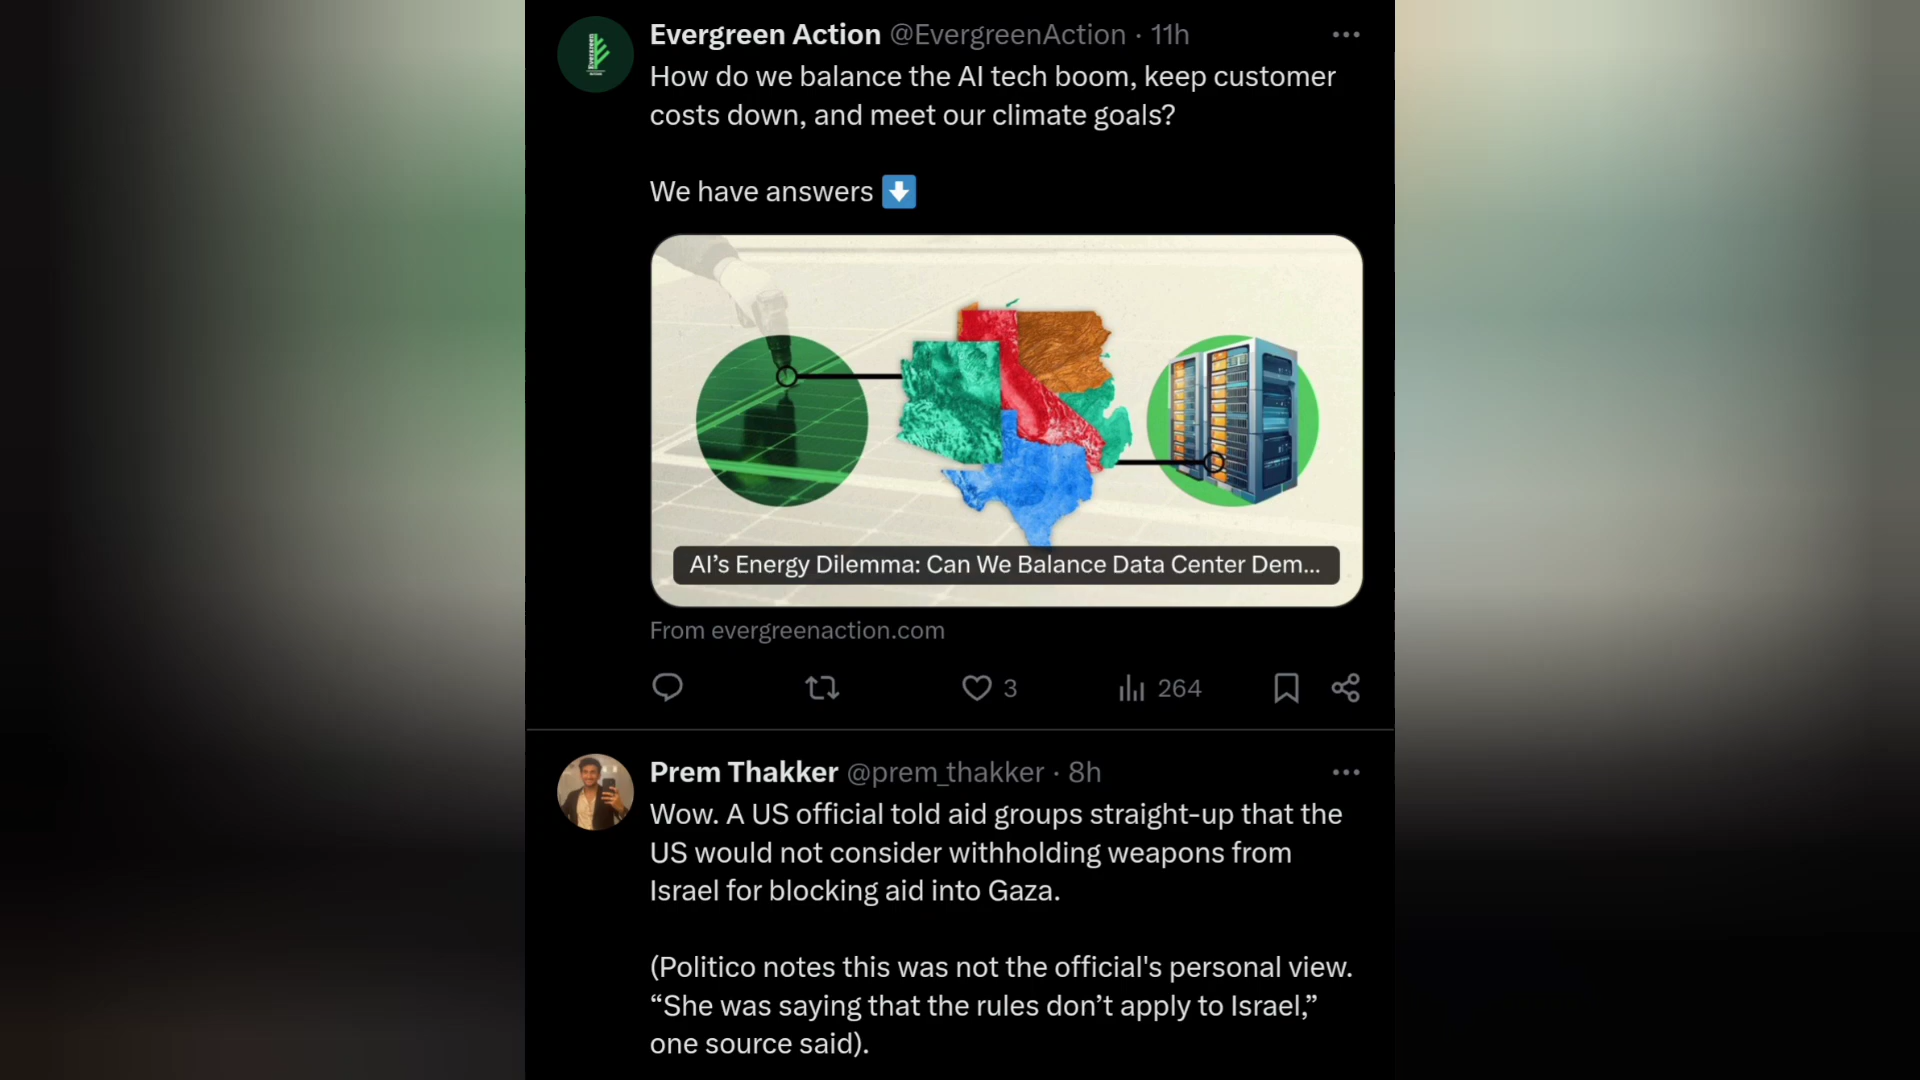 Evergreen Action @EvergreenAction · 11h
How do we balance the AI tech boom, keep customer
costs down, and meet our climate goals?
We have answers ⬇️
AI’s Energy Dilemma: Can We Balance Data Center Dem...
From evergreenaction.com
3
264
Prem Thakker @prem_thakker · 8h
Wow. A US official told aid groups straight-up that the
US would not consider withholding weapons from
Israel for blocking aid into Gaza.
(Politico notes this was not the official's personal view.
“She was saying that the rules don’t apply to Israel,”
one source said).